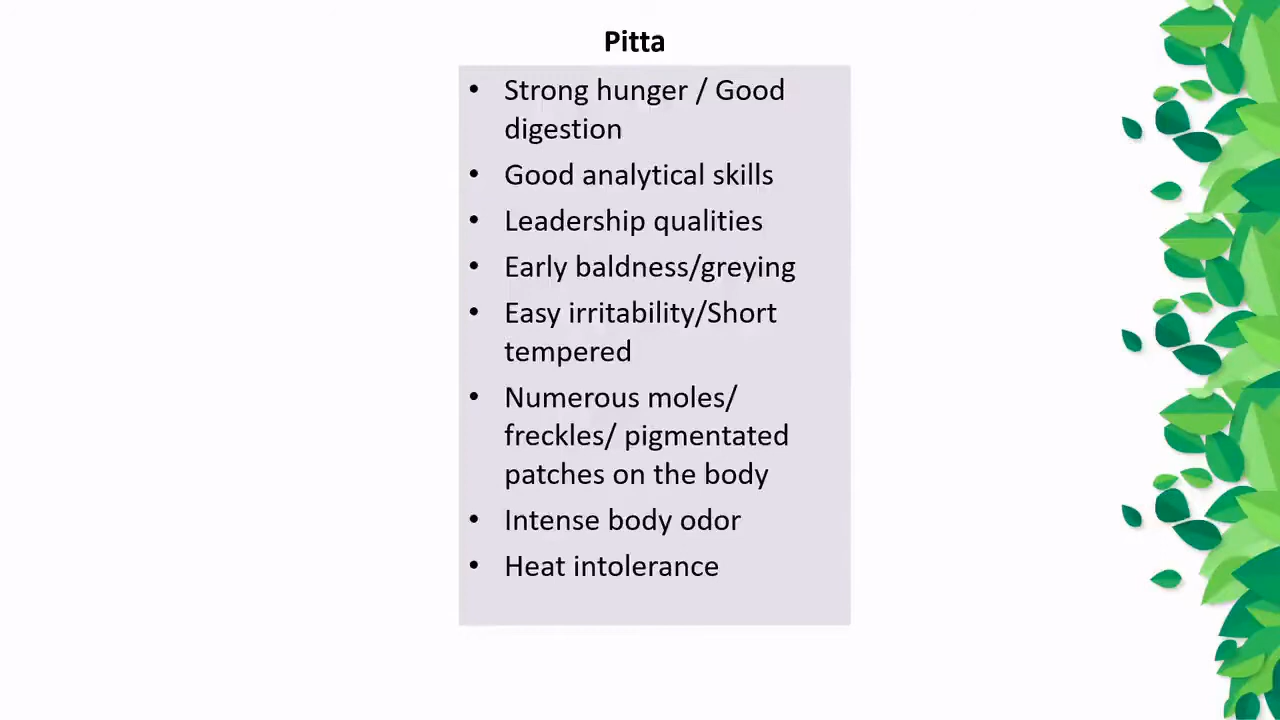 Pitta
• Strong hunger / Good
digestion
• Good analytical skills
• Leadership qualities
• Early baldness/greying
• Easy irritability/Short
tempered
• Numerous moles/
freckles/ pigmentated
patches on the body
• Intense body odor
• Heat intolerance